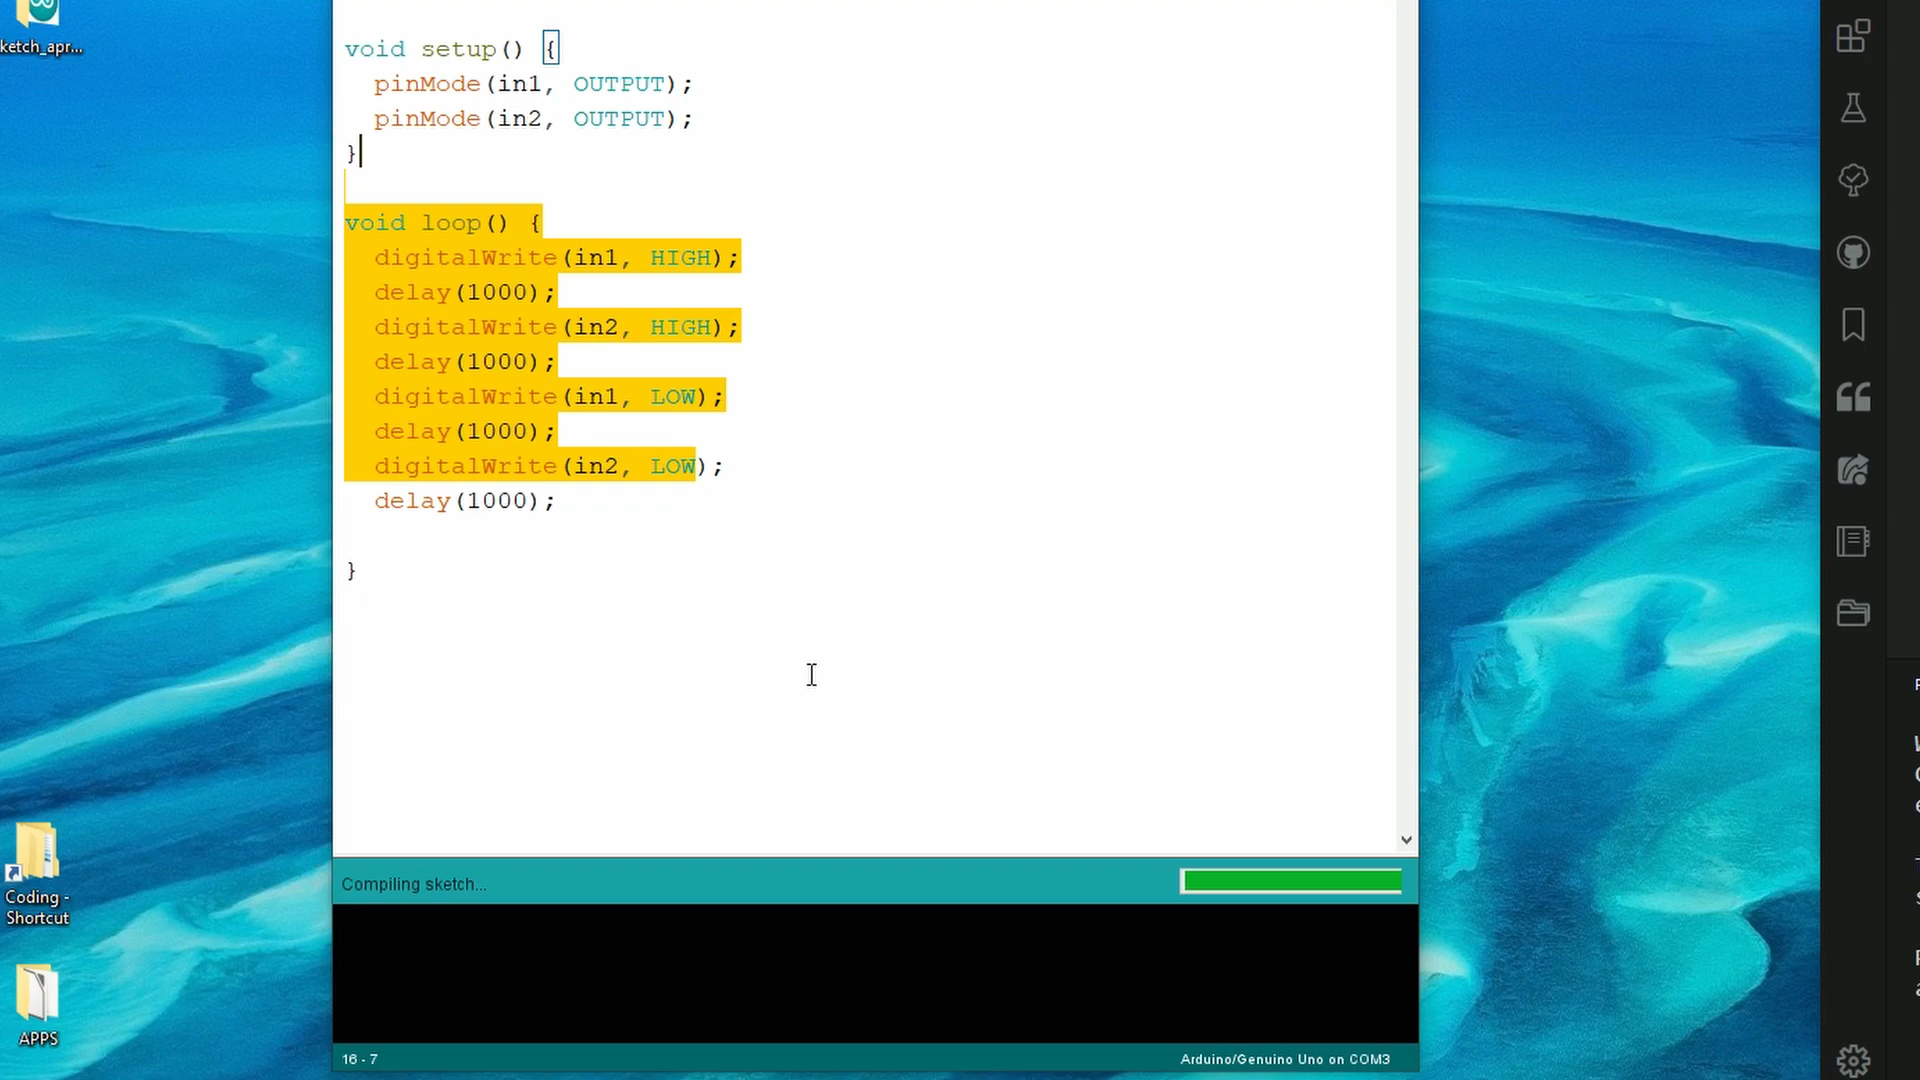 ketch_apr...
void setup() {
pinMode(in1, OUTPUT);
pinMode(in2, OUTPUT);
}
void loop() {
digitalWrite(in1, HIGH);
delay(1000);
digitalWrite(in2, HIGH);
delay(1000);
digitalWrite(in1, LOW);
delay(1000);
digitalWrite(in2, LOW);
delay(1000);
}
Coding -
Shortcut
APPS
Compiling sketch...
16 - 7
Arduino/Genuino Uno on COM3